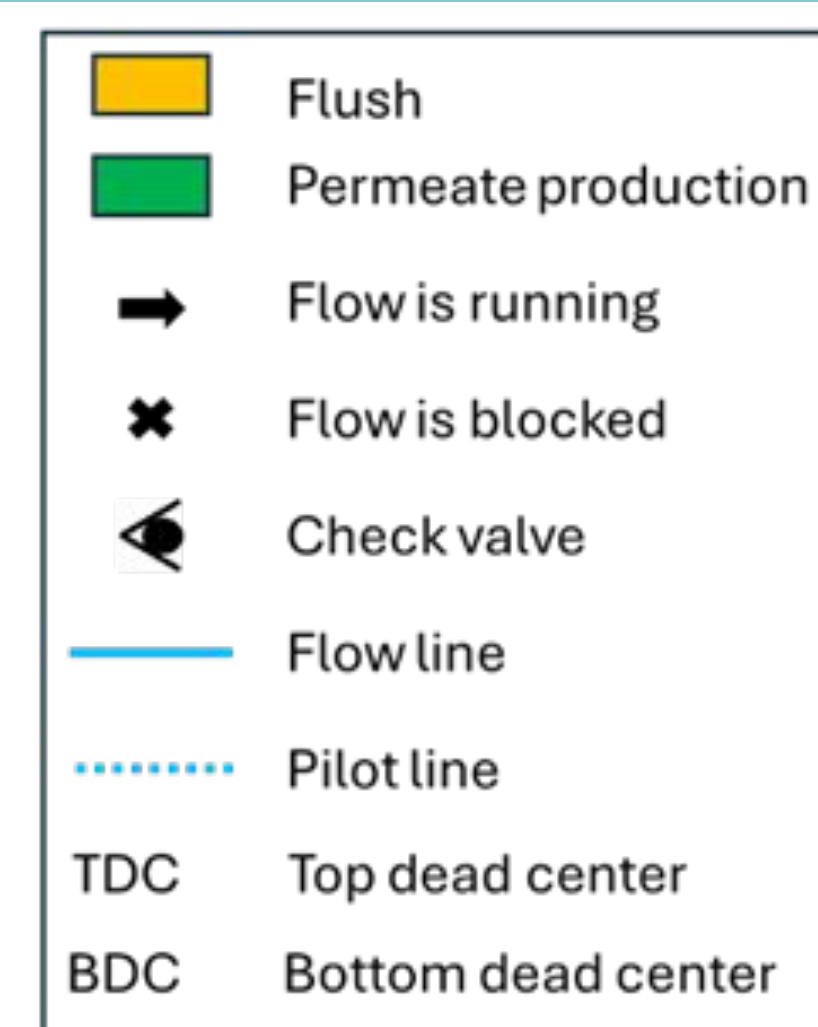 Flush
Permeate production
Flow is running
Flow is blocked
Check valve
Flow line
Pilot line
TDC Top dead center
BDC Bottom dead center